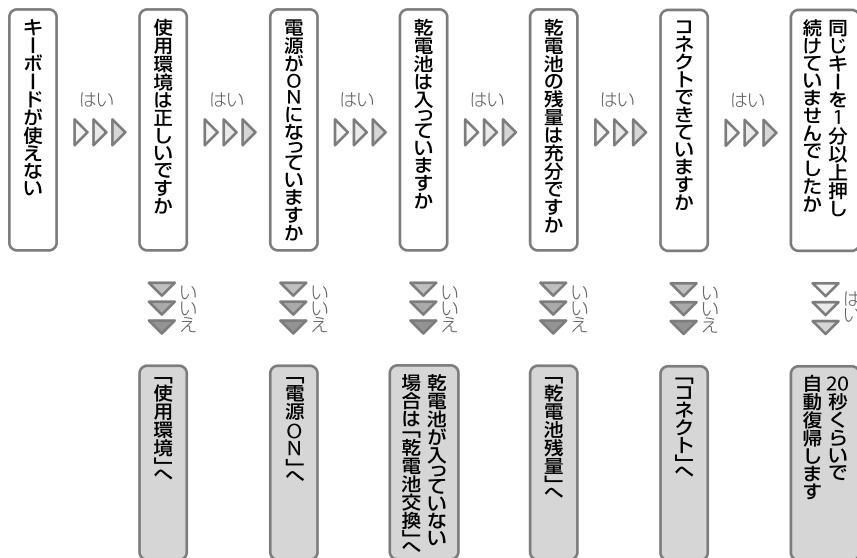 キーボードが使えない
はい
使用環境は正しいですか
はい
電源がONになっていますか
はい
乾電池は入っていますか
はい
乾電池の残量は充分ですか
はい
コネクトできていますか
はい
同じキーを1分以上押し
続けていませんでしたか
いいえ
いいえ
いいえ
いいえ
いいえ
はい
「使用環境」へ
「電源ON」へ
乾電池が入っていない
場合は「乾電池交換」へ
「乾電池残量」へ
「コネクト」へ
20秒くらいで
自動復帰します